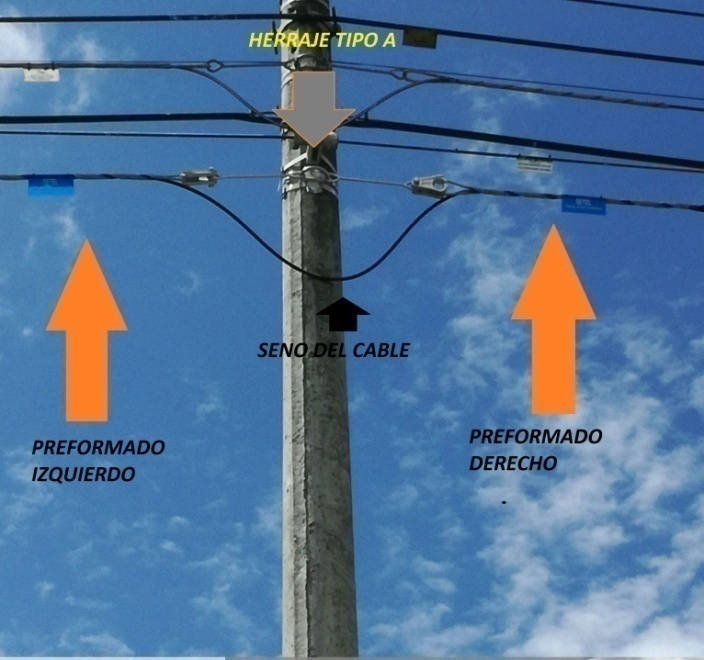 HERRAJE TIPO A
SENO DEL CABLE
PREFORMADO
IZQUIERDO
PREFORMADO
DERECHO